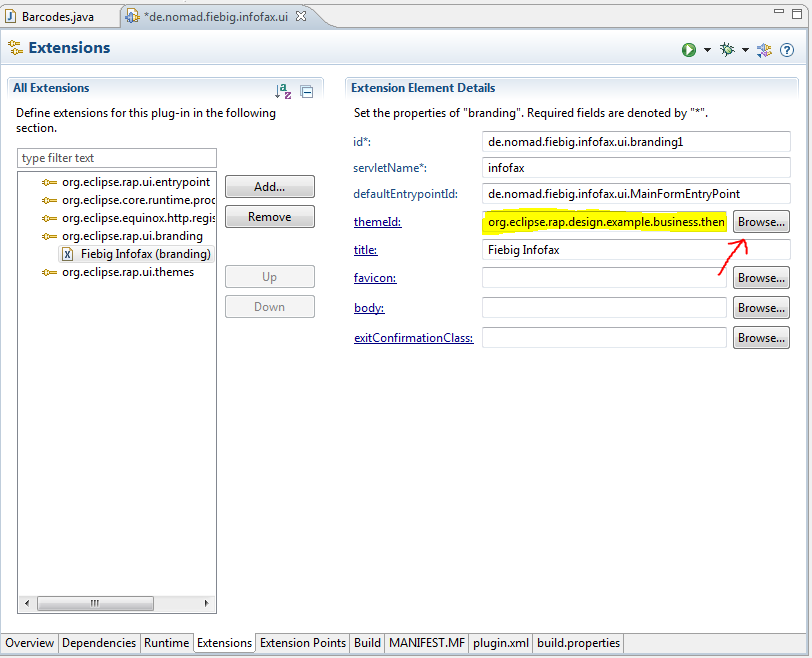 Barcodes.java
*de.nomad.fiebig.infofax.ui
Extensions
All Extensions
Define extensions for this plug-in in the following
section.
type filter text
org.eclipse.rap.ui.entrypoint
org.eclipse.core.runtime.proc
org.eclipse.equinox.http.regis
org.eclipse.rap.ui.branding
Fiebig Infofax (branding)
org.eclipse.rap.ui.themes
Add...
Remove
Up
Down
Extension Element Details
Set the properties of "branding". Required fields are denoted by "*".
id*: de.nomad.fiebig.infofax.ui.branding1
servletName*: infofax
defaultEntrypointId: de.nomad.fiebig.infofax.ui.MainFormEntryPoint
themeId: org.eclipse.rap.design.example.business.then Browse...
title: Fiebig Infofax
favicon: Browse...
body: Browse...
exitConfirmationClass: Browse...
Overview Dependencies Runtime Extensions Extension Points Build MANIFEST.MF plugin.xml build.properties